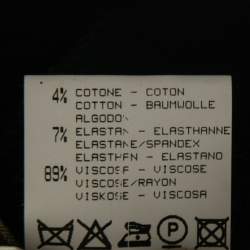 4% COTONE - COTON
COTTON - BAUMWOLLE
ALGODON
7% ELASTAN - ELASTHANNE
ELASTANE/SPANDEX
ELASTHAN - ELASTANO
89% VISCOSE - VISCOSE
VISCOSE/RAYON
VISKOSE - VISCOSA
P